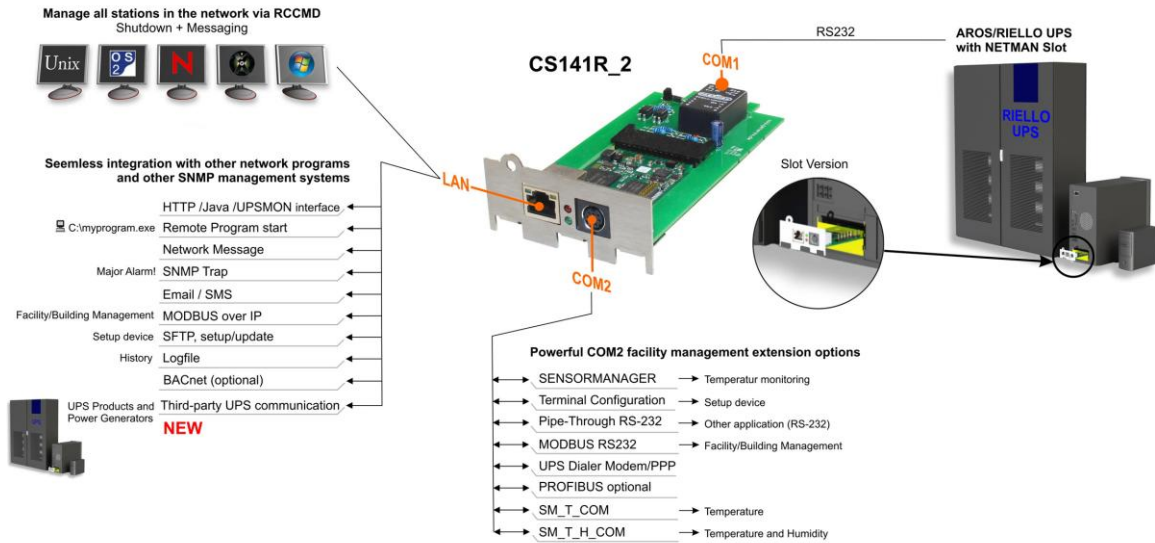 Manage all stations in the network via RCCMD
Shutdown + Messaging
Unix
OS
2
N
Seemless integration with other network programs
and other SNMP management systems
HTTP /Java /UPSMON interface
C:\myprogram.exe Remote Program start
Network Message
Major Alarm! SNMP Trap
Email / SMS
Facility/Building Management MODBUS over IP
Setup device SFTP, setup/update
History Logfile
BACnet (optional)
UPS Products and
Power Generators
Third-party UPS communication
NEW
CS141R_2
COM1
LAN
COM2
RS232
AROS/RIELLO UPS
with NETMAN Slot
RIELLO
UPS
Slot Version
Powerful COM2 facility management extension options
SENSORMANAGER Temperatur monitoring
Terminal Configuration Setup device
Pipe-Through RS-232 Other application (RS-232)
MODBUS RS232 Facility/Building Management
UPS Dialer Modem/PPP
PROFIBUS optional
SM_T_COM Temperature
SM_T_H_COM Temperature and Humidity